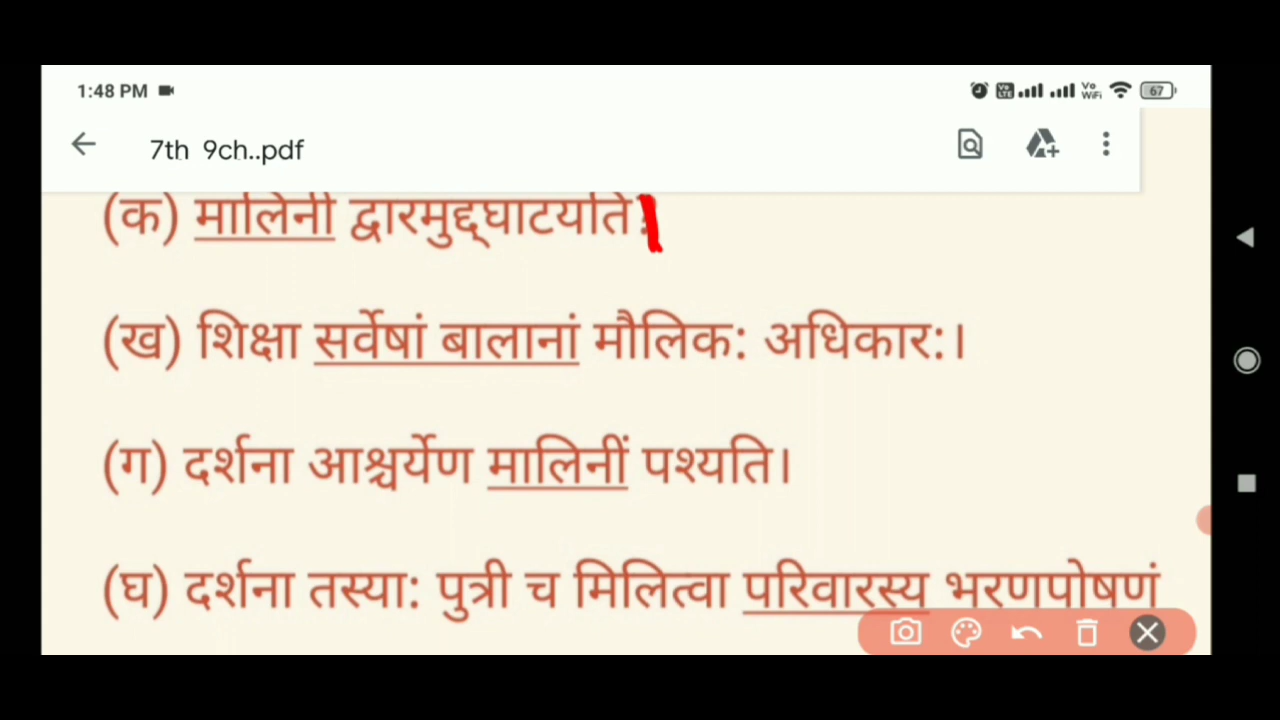 1:48 PM
67
7th 9ch..pdf
(क) मालिनी द्वारमुद्घाटयति
(ख) शिक्षा सर्वेषां बालानां मौलिक: अधिकार:।
(ग) दर्शना आश्चर्येण मालिनीं पश्यति।
(घ) दर्शना तस्या: पुत्री च मिलित्वा परिवारस्य भरणपोषणं